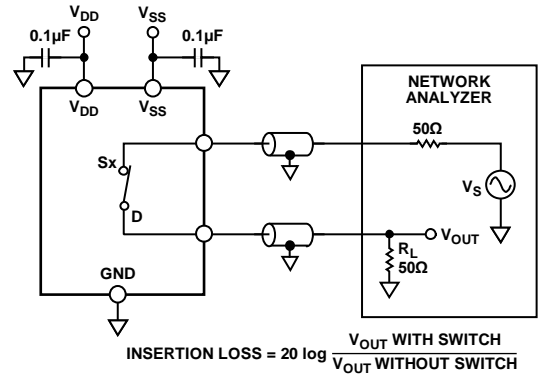 VDD VSS
0.1µF 0.1µF
VDD VSS
NETWORK
ANALYZER
50Ω
Sx
VS
D
VOUT
RL
50Ω
GND
INSERTION LOSS = 20 log VOUT WITH SWITCH
VOUT WITHOUT SWITCH